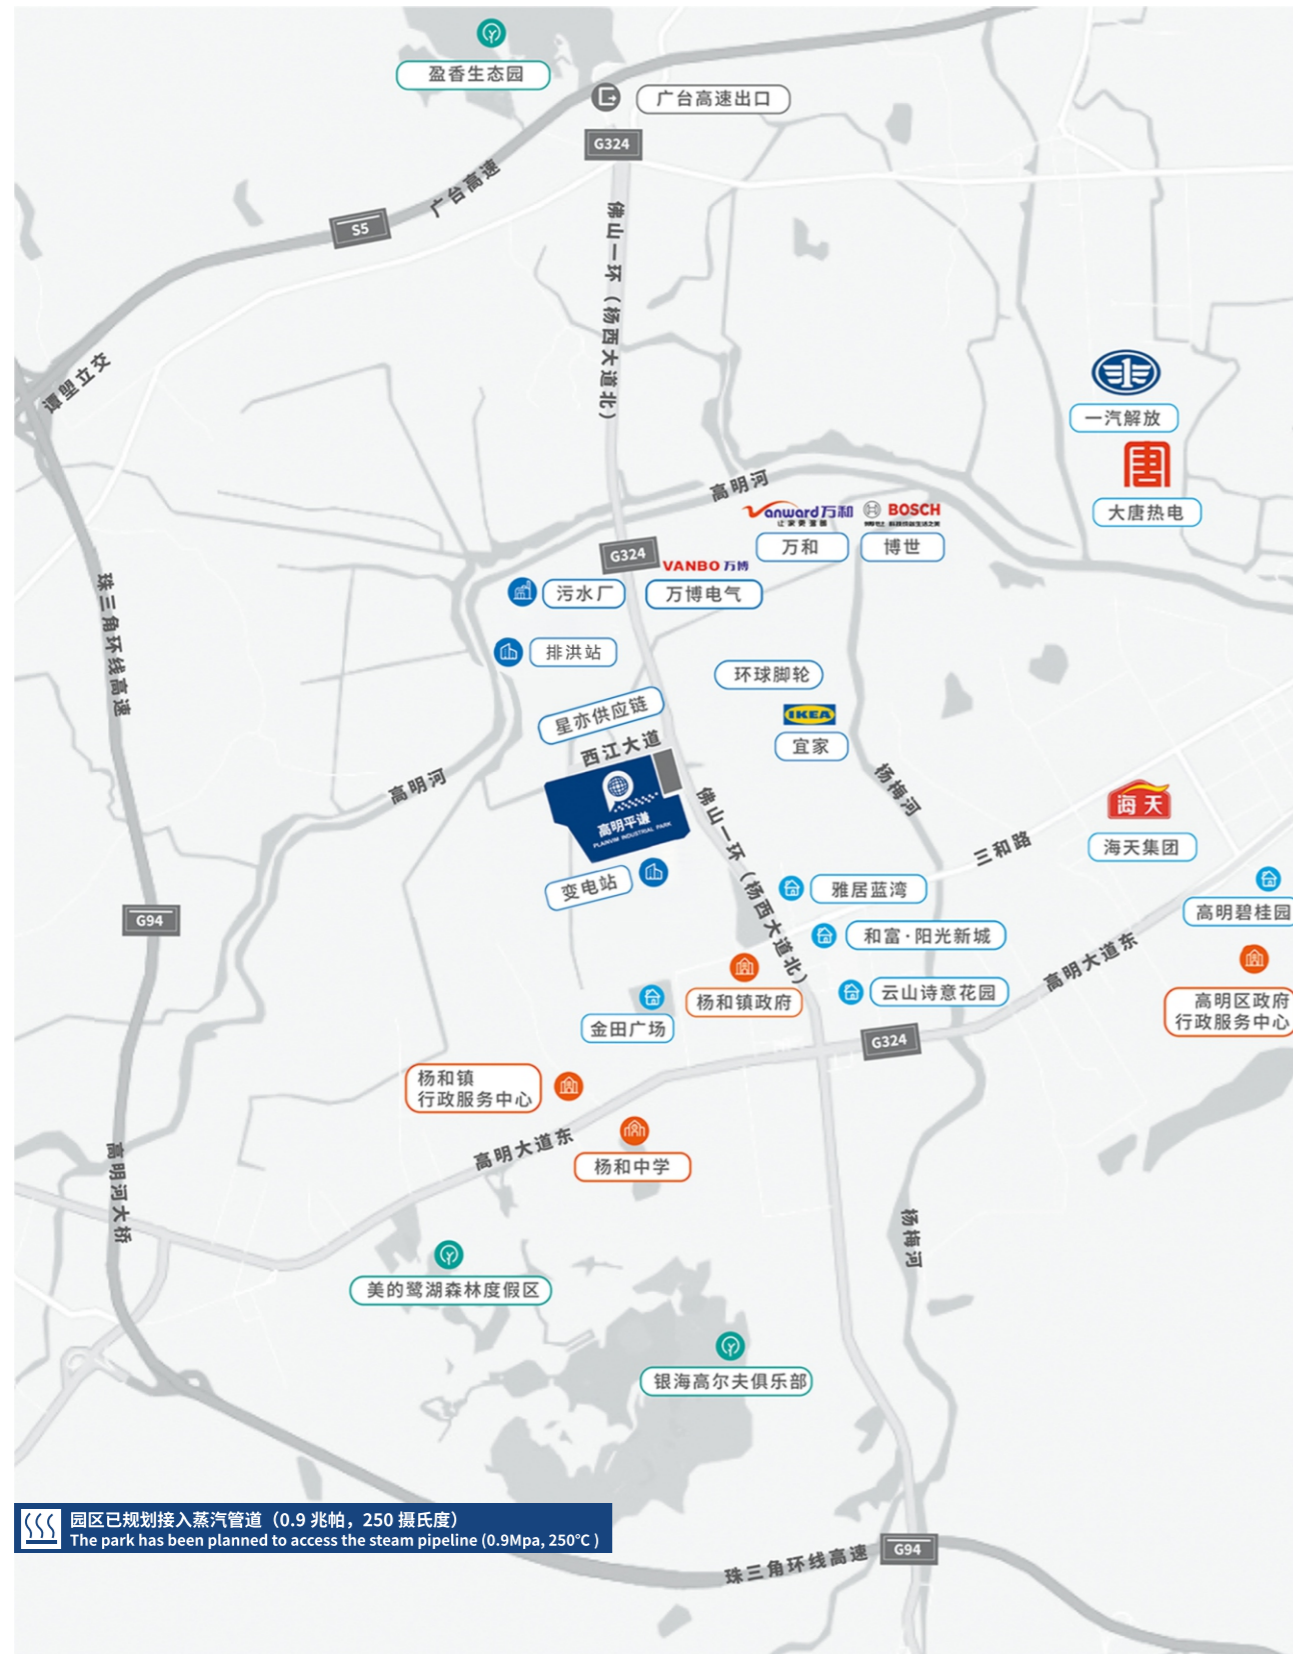 盈香生态园
广台高速出口
G324
广台高速
S5
佛山一环（杨西大道北）
谭堃立交
一汽解放
唐
大唐热电
高明河
Vanward万和
让家更温馨
万和
BOSCH
博世
G324
VANBO 万博
万博电气
污水厂
排洪站
珠三角环线高速
环球脚轮
IKEA
宜家
星亦供应链
西江大道
高明平谦
PLAINVIM INDUSTRIAL PARK
高明河
佛山一环（杨西大道北）
杨梅河
三和路
海天
海天集团
变电站
雅居蓝湾
高明碧桂园
G94
和富·阳光新城
高明大道东
杨和镇政府
云山诗意花园
高明区政府
行政服务中心
金田广场
G324
杨和镇
行政服务中心
高明大道东
杨和中学
高明河大桥
杨梅河
美的鹭湖森林度假区
银海高尔夫俱乐部
园区已规划接入蒸汽管道（0.9 兆帕，250 摄氏度）
The park has been planned to access the steam pipeline (0.9Mpa, 250℃ )
珠三角环线高速
G94